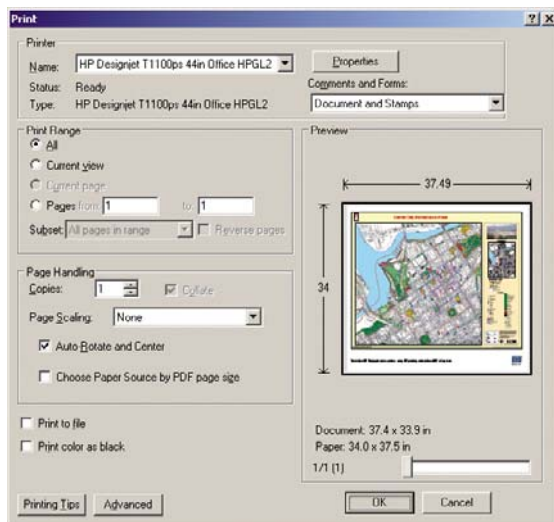 Print
Printer
Name: HP Designjet T1100ps 44in Office HPGL2
Properties
Status: Ready
Type: HP Designjet T1100ps 44in Office HPGL2
Comments and Forms:
Document and Stamps
Print Range
All
Current view
Current page
Pages from: 1 to: 1
Subset: All pages in range
Reverse pages
Page Handling
Copies: 1
Collate
Page Scaling: None
Auto Rotate and Center
Choose Paper Source by PDF page size
Print to file
Print color as black
Preview
37.49
34
Document: 37.4 x 33.9 in
Paper: 34.0 x 37.5 in
1/1 (1)
Printing Tips
Advanced
OK
Cancel